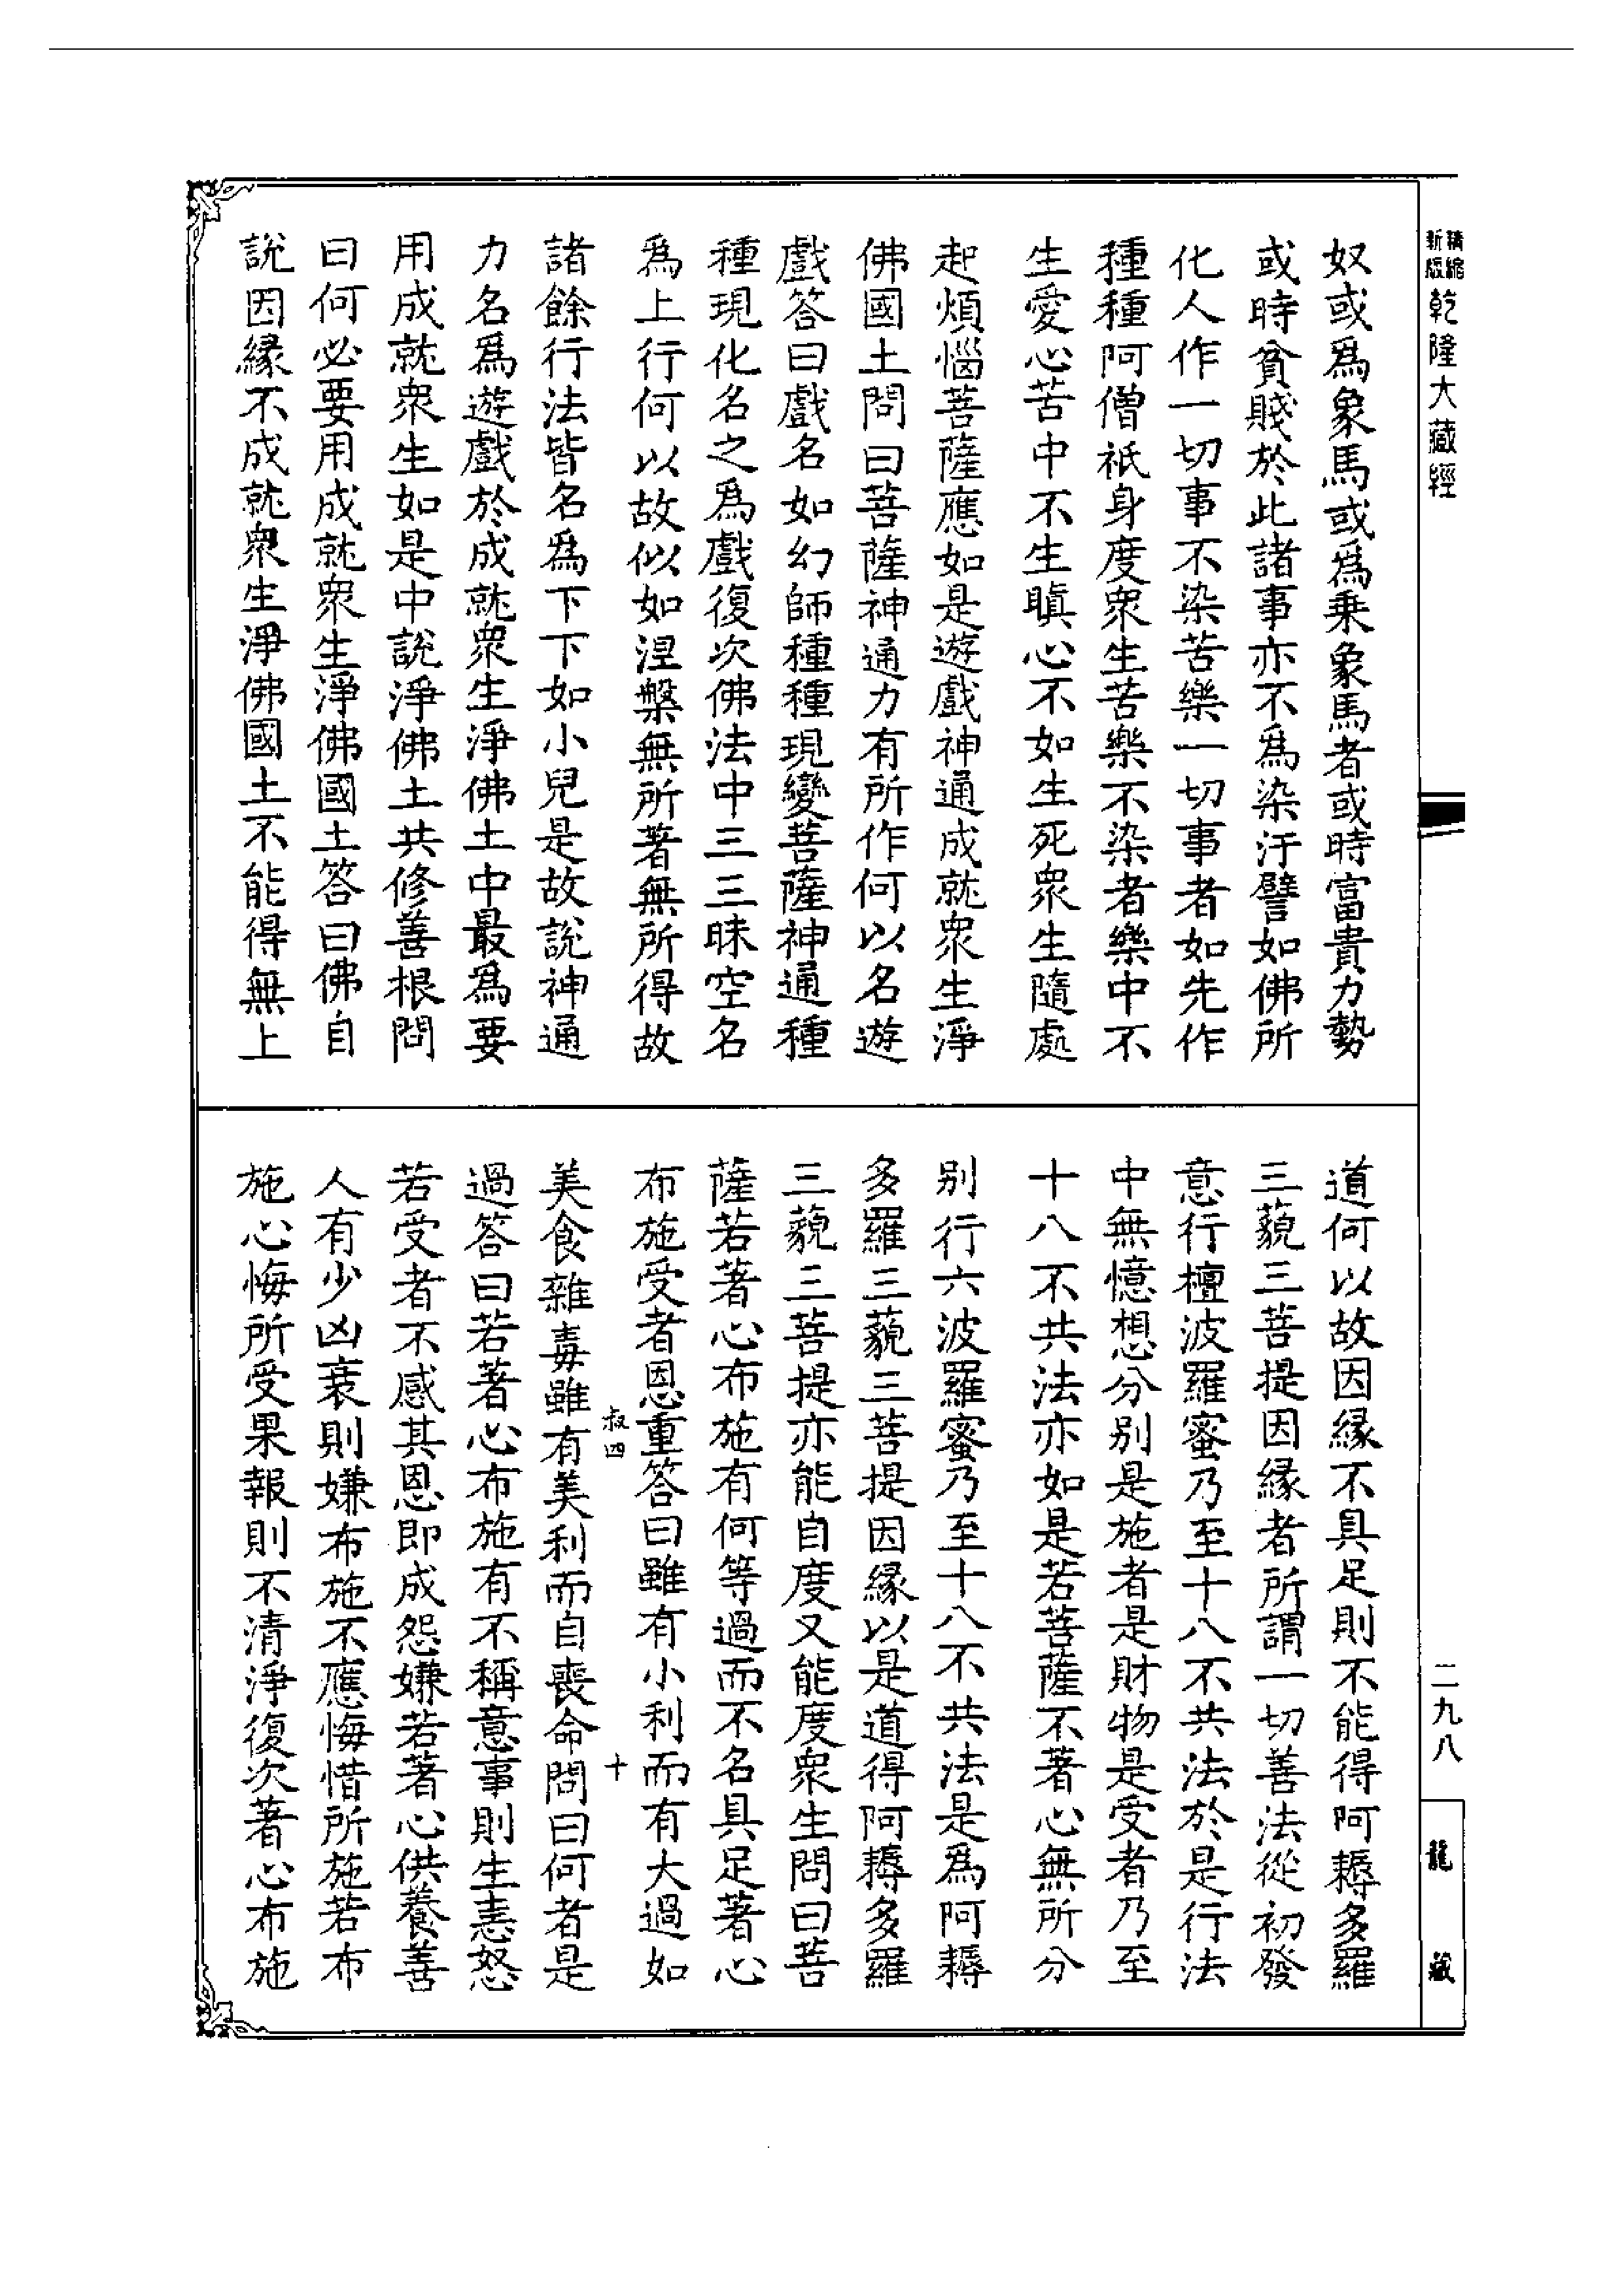 精縮新版乾隆大藏經
奴或爲象馬或爲乘象馬者或時富貴力勢
或時貧賤於此諸事亦不爲染汙譬如佛所
化人作一切事不染苦樂一切事者如先作
種種阿僧祇身度衆生苦樂不染者樂中不
生愛心苦中不生瞋心不如生死衆生隨處
起煩惱菩薩應如是遊戲神通成就衆生淨
佛國土問曰菩薩神通力有所作何以名遊
戲答曰戲名如幻師種種現變菩薩神通種
種現化名之爲戲復次佛法中三三昧空名
爲上行何以故似如涅槃無所著無所得故
諸餘行法皆名爲下下如小兒是故說神通
力名爲遊戲於成就衆生淨佛土中最爲要
用成就衆生如是中說淨佛土共修善根問
曰何必要用成就衆生淨佛國土答曰佛自
說因緣不成就衆生淨佛國土不能得無上
道何以故因緣不具足則不能得阿耨多羅
三藐三菩提因緣者所謂一切善法從初發
意行檀波羅蜜乃至十八不共法於是行法
中無憶想分別是施者是財物是受者乃至
十八不共法亦如是若菩薩不著心無所分
別行六波羅蜜乃至十八不共法是爲阿耨
多羅三藐三菩提因緣以是道得阿耨多羅
三藐三菩提亦能自度又能度衆生問曰菩
薩若著心布施有何等過而不名具足著心
布施受者恩重答曰雖有小利而有大過如
叔四 十
美食雜毒雖有美利而自喪命問曰何者是
過答曰若著心布施有不稱意事則生恚怒
若受者不感其恩即成怨嫌若著心供養善
人有少凶衰則嫌布施不應悔惜所施若布
施心悔所受果報則不清淨復次著心布施
二九八
龍藏